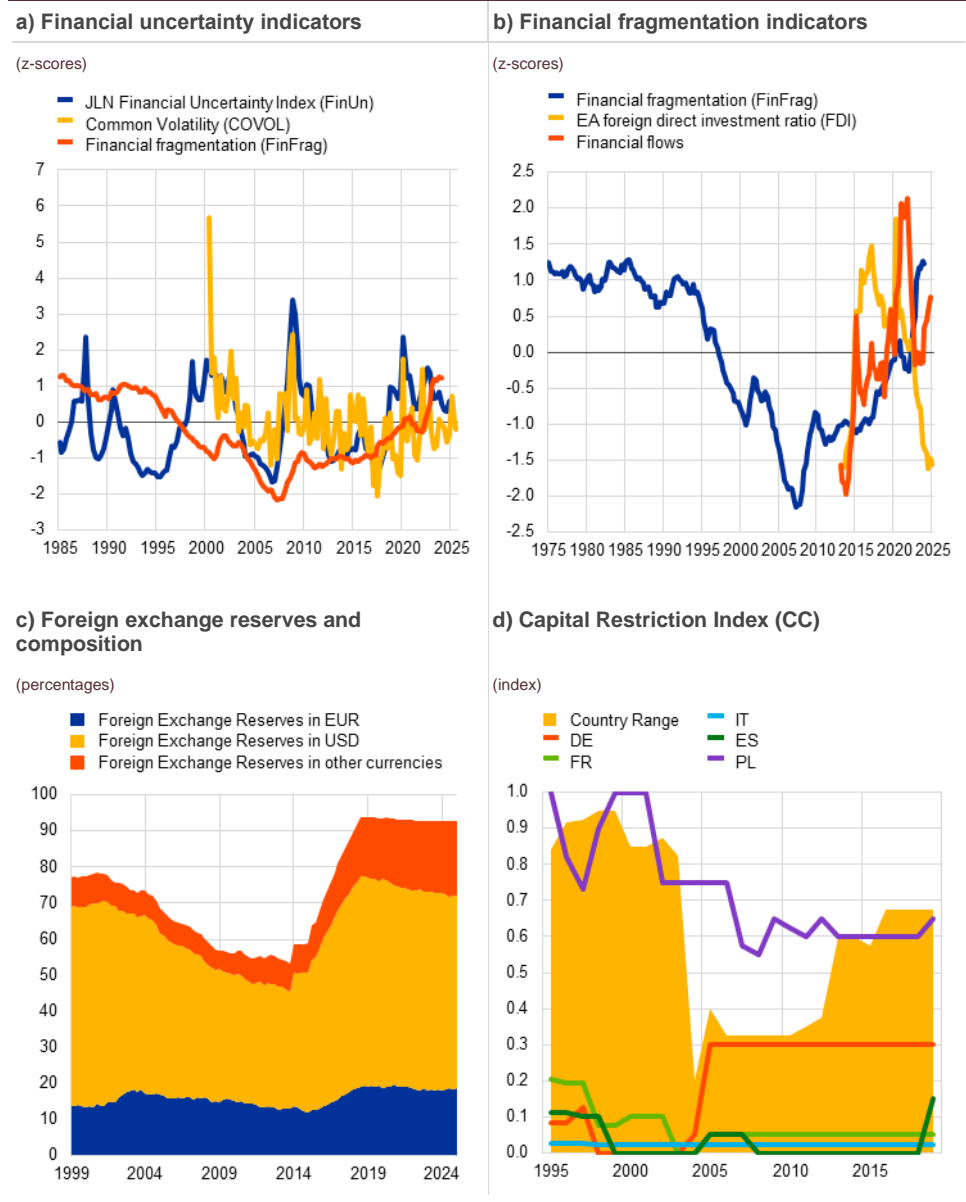 a) Financial uncertainty indicators
(z-scores)
JLN Financial Uncertainty Index (FinUn)
Common Volatility (COVOL)
Financial fragmentation (FinFrag)
7
6
5
4
3
2
1
0
-1
-2
-3
1985 1990 1995 2000 2005 2010 2015 2020 2025
b) Financial fragmentation indicators
(z-scores)
Financial fragmentation (FinFrag)
EA foreign direct investment ratio (FDI)
Financial flows
2.5
2.0
1.5
1.0
0.5
0.0
-0.5
-1.0
-1.5
-2.0
-2.5
1975 1980 1985 1990 1995 2000 2005 2010 2015 2020 2025
c) Foreign exchange reserves and
composition
(percentages)
Foreign Exchange Reserves in EUR
Foreign Exchange Reserves in USD
Foreign Exchange Reserves in other currencies
100
90
80
70
60
50
40
30
20
10
0
1999 2004 2009 2014 2019 2024
d) Capital Restriction Index (CC)
(index)
Country Range IT
DE ES
FR PL
1.0
0.9
0.8
0.7
0.6
0.5
0.4
0.3
0.2
0.1
0.0
1995 2000 2005 2010 2015